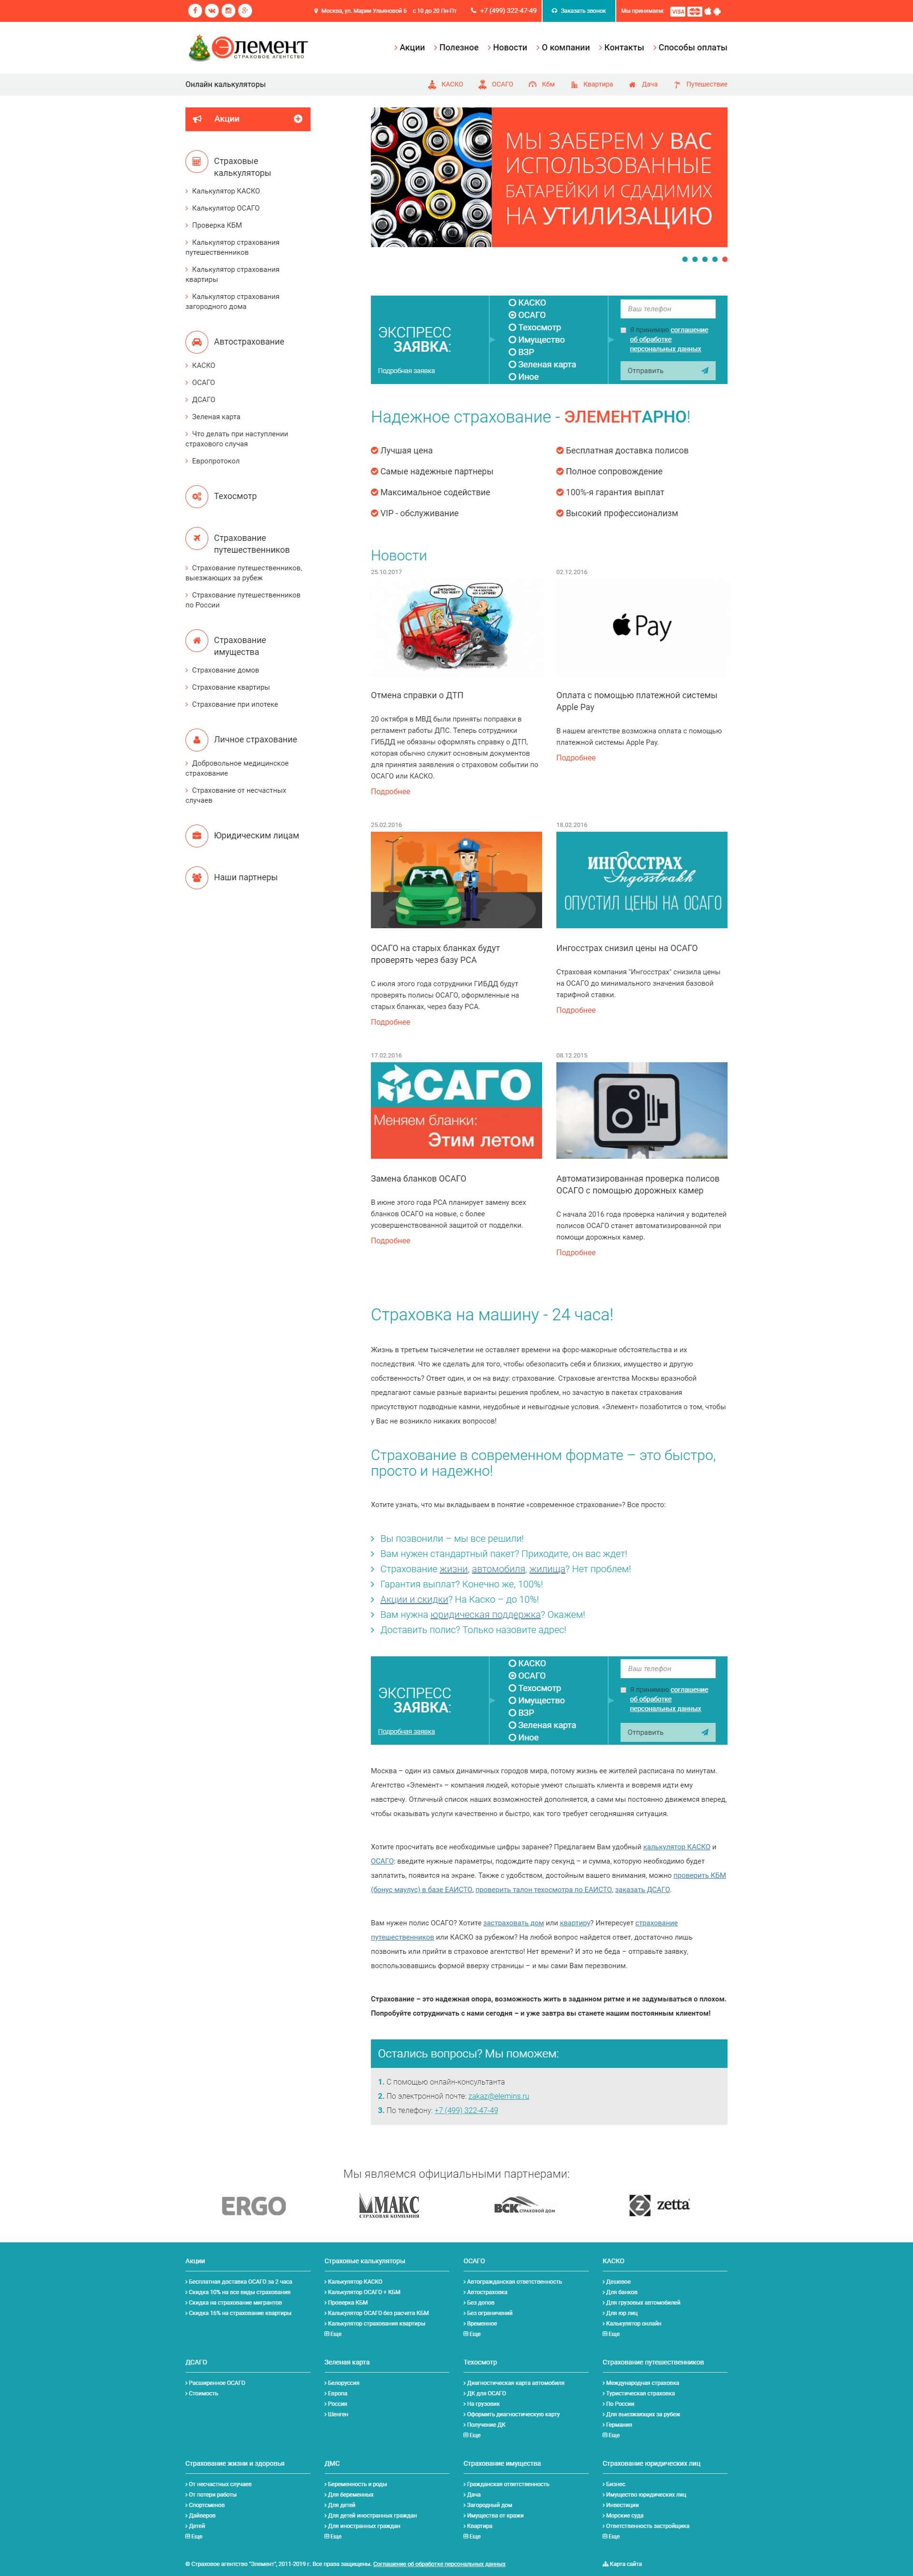 Москва, ул. Марии Ульяновой 6 с 10 до 20 Пн-Пт +7 (499) 322-47-49 Заказать звонок Мы принимаем: VISA
Элемент
СТРАХОВОЕ АГЕНТСТВО
Акции Полезное Новости О компании Контакты Способы оплаты
Онлайн калькуляторы КАСКО ОСАГО Кбм Квартира Дача Путешествие
Акции
Страховые
калькуляторы
Калькулятор КАСКО
Калькулятор ОСАГО
Проверка КБМ
Калькулятор страхования
путешественников
Калькулятор страхования
квартиры
Калькулятор страхования
загородного дома
Автострахование
КАСКО
ОСАГО
ДСАГО
Зеленая карта
Что делать при наступлении
страхового случая
Европротокол
Техосмотр
Страхование
путешественников
Страхование путешественников,
выезжающих за рубеж
Страхование путешественников
по России
Страхование
имущества
Страхование домов
Страхование квартиры
Страхование при ипотеке
Личное страхование
Добровольное медицинское
страхование
Страхование от несчастных
случаев
Юридическим лицам
Наши партнеры
МЫ ЗАБЕРЕМ У ВАС
ИСПОЛЬЗОВАННЫЕ
БАТАРЕЙКИ И СДАДИМИХ
НА УТИЛИЗАЦИЮ
ЭКСПРЕСС
ЗАЯВКА:
Подробная заявка
КАСКО
ОСАГО
Техосмотр
Имущество
ВЗР
Зеленая карта
Иное
Ваш телефон
Я принимаю соглашение
об обработке
персональных данных
Отправить
Надежное страхование - ЭЛЕМЕНТАРНО!
Лучшая цена
Самые надежные партнеры
Максимальное содействие
VIP - обслуживание
Бесплатная доставка полисов
Полное сопровождение
100%-я гарантия выплат
Высокий профессионализм
Новости
25.10.2017
Отмена справки о ДТП
20 октября в МВД были приняты поправки в
регламент работы ДПС. Теперь сотрудники
ГИБДД не обязаны оформлять справку о ДТП,
которая обычно служит основным документов
для принятия заявления о страховом событии по
ОСАГО или КАСКО.
Подробнее
02.12.2016
Pay
Оплата с помощью платежной системы
Apple Pay
В нашем агентстве возможна оплата с помощью
платежной системы Apple Pay.
Подробнее
25.02.2016
ОСАГО на старых бланках будут
проверять через базу РСА
С июля этого года сотрудники ГИБДД будут
проверять полисы ОСАГО, оформленные на
старых бланках, через базу РСА.
Подробнее
18.02.2016
ИНГОССТРАХ
Ingosstrakh
ОПУСТИЛ ЦЕНЫ НА ОСАГО
Ингосстрах снизил цены на ОСАГО
Страховая компания "Ингосстрах" снизила цены
на ОСАГО до минимального значения базовой
тарифной ставки.
Подробнее
17.02.2016
ОСАГО
Меняем бланки:
Этим летом
Замена бланков ОСАГО
В июне этого года РСА планирует замену всех
бланков ОСАГО на новые, с более
усовершенствованной защитой от подделки.
Подробнее
08.12.2015
Автоматизированная проверка полисов
ОСАГО с помощью дорожных камер
С начала 2016 года проверка наличия у водителей
полисов ОСАГО станет автоматизированной при
помощи дорожных камер.
Подробнее
Страховка на машину - 24 часа!
Жизнь в третьем тысячелетии не оставляет времени на форс-мажорные обстоятельства и их
последствия. Что же сделать для того, чтобы обезопасить себя и близких, имущество и другую
собственность? Ответ один, и он на виду: страхование. Страховые агентства Москвы вразнобой
предлагают самые разные варианты решения проблем, но зачастую в пакетах страхования
присутствуют подводные камни, неудобные и невыгодные условия. «Элемент» позаботится о том, чтобы
у Вас не возникло никаких вопросов!
Страхование в современном формате – это быстро,
просто и надежно!
Хотите узнать, что мы вкладываем в понятие «современное страхование»? Все просто:
Вы позвонили – мы все решили!
Вам нужен стандартный пакет? Приходите, он вас ждет!
Страхование жизни, автомобиля, жилища? Нет проблем!
Гарантия выплат? Конечно же, 100%!
Акции и скидки? На Каско – до 10%!
Вам нужна юридическая поддержка? Окажем!
Доставить полис? Только назовите адрес!
ЭКСПРЕСС
ЗАЯВКА:
Подробная заявка
КАСКО
ОСАГО
Техосмотр
Имущество
ВЗР
Зеленая карта
Иное
Ваш телефон
Я принимаю соглашение
об обработке
персональных данных
Отправить
Москва – один из самых динамичных городов мира, потому жизнь ее жителей расписана по минутам.
Агентство «Элемент» – компания людей, которые умеют слышать клиента и вовремя идти ему
навстречу. Отличный список наших возможностей дополняется, а сами мы постоянно движемся вперед,
чтобы оказывать услуги качественно и быстро, как того требует сегодняшняя ситуация.
Хотите просчитать все необходимые цифры заранее? Предлагаем Вам удобный калькулятор КАСКО и
ОСАГО: введите нужные параметры, подождите пару секунд – и сумма, которую необходимо будет
заплатить, появится на экране. Также с удобством, достойным вашего внимания, можно проверить КБМ
(бонус маулус) в базе ЕАИСТО, проверить талон техосмотра по ЕАИСТО, заказать ДСАГО.
Вам нужен полис ОСАГО? Хотите застраховать дом или квартиру? Интересует страхование
путешественников или КАСКО за рубежом? На любой вопрос найдется ответ, достаточно лишь
позвонить или прийти в страховое агентство! Нет времени? И это не беда – отправьте заявку,
воспользовавшись формой вверху страницы – и мы сами Вам перезвоним.
Страхование – это надежная опора, возможность жить в заданном ритме и не задумываться о плохом.
Попробуйте сотрудничать с нами сегодня – и уже завтра вы станете нашим постоянным клиентом!
Остались вопросы? Мы поможем:
1. С помощью онлайн-консультанта
2. По электронной почте: zakaz@elemins.ru
3. По телефону: +7 (499) 322-47-49
Мы являемся официальными партнерами:
ERGO
МАКС
СТРАХОВАЯ КОМПАНИЯ
ВСК СТРАХОВОЙ ДОМ
zetta
Акции
Бесплатная доставка ОСАГО за 2 часа
Скидка 10% на все виды страхования
Скидка на страхование мигрантов
Скидка 16% на страхование квартиры
Страховые калькуляторы
Калькулятор КАСКО
Калькулятор ОСАГО + КБМ
Проверка КБМ
Калькулятор ОСАГО без расчета КБМ
Калькулятор страхования квартиры
Еще
ОСАГО
Автогражданская ответственность
Автостраховка
Без допов
Без ограничений
Временное
Еще
КАСКО
Дешевое
Для банков
Для грузовых автомобилей
Для юр лиц
Калькулятор онлайн
Еще
ДСАГО
Расширенное ОСАГО
Стоимость
Зеленая карта
Белоруссия
Европа
Россия
Шенген
Техосмотр
Диагностическая карта автомобиля
ДК для ОСАГО
На грузовик
Оформить диагностическую карту
Получение ДК
Еще
Страхование путешественников
Международная страховка
Туристическая страховка
По России
Для выезжающих за рубеж
Германия
Еще
Страхование жизни и здоровья
От несчастных случаев
От потери работы
Спортсменов
Дайверов
Детей
Еще
ДМС
Беременность и роды
Для беременных
Для детей
Для детей иностранных граждан
Для иностранных граждан
Еще
Страхование имущества
Гражданская ответственность
Дача
Загородный дом
Имущества от кражи
Квартира
Еще
Страхование юридических лиц
Бизнес
Имущество юридических лиц
Инвестиции
Морские суда
Ответственность застройщика
Еще
© Страховое агентство "Элемент", 2011-2019 г. Все права защищены. Соглашение об обработке персональных данных
Карта сайта